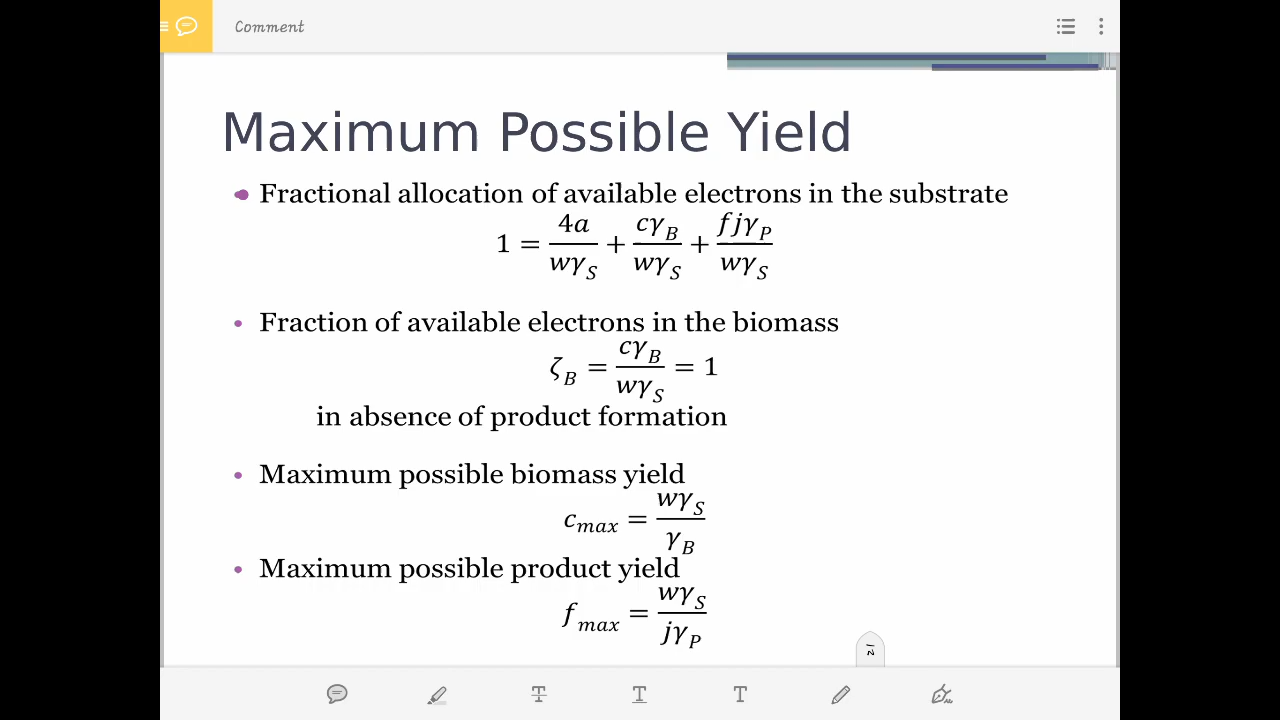 Comment
Maximum Possible Yield
• Fractional allocation of available electrons in the substrate
1 = 4a/wγ_S + cγ_B/wγ_S + fjγ_P/wγ_S
• Fraction of available electrons in the biomass
ζ_B = cγ_B/wγ_S = 1
in absence of product formation
• Maximum possible biomass yield
c_max = wγ_S/γ_B
• Maximum possible product yield
f_max = wγ_S/jγ_P
T
T
T